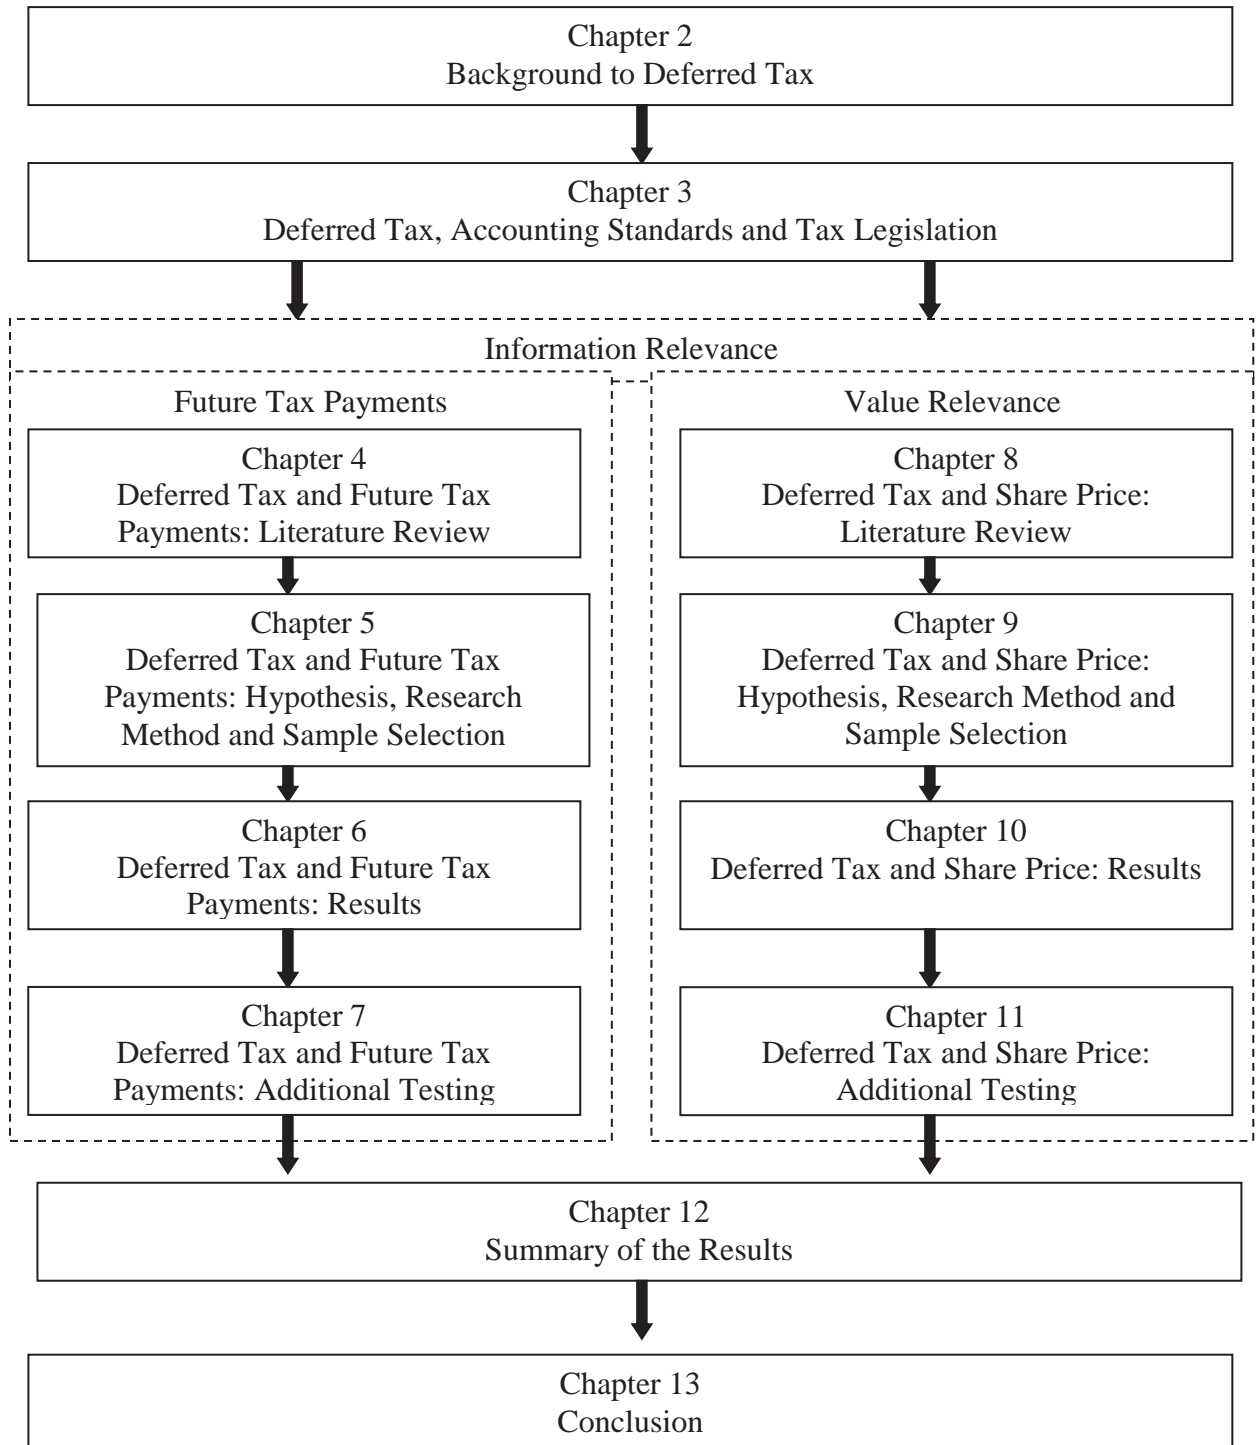 Chapter 2
Background to Deferred Tax
Chapter 3
Deferred Tax, Accounting Standards and Tax Legislation
Information Relevance
Future Tax Payments
Chapter 4
Deferred Tax and Future Tax
Payments: Literature Review
Chapter 5
Deferred Tax and Future Tax
Payments: Hypothesis, Research
Method and Sample Selection
Chapter 6
Deferred Tax and Future Tax
Payments: Results
Chapter 7
Deferred Tax and Future Tax
Payments: Additional Testing
Value Relevance
Chapter 8
Deferred Tax and Share Price:
Literature Review
Chapter 9
Deferred Tax and Share Price:
Hypothesis, Research Method and
Sample Selection
Chapter 10
Deferred Tax and Share Price: Results
Chapter 11
Deferred Tax and Share Price:
Additional Testing
Chapter 12
Summary of the Results
Chapter 13
Conclusion